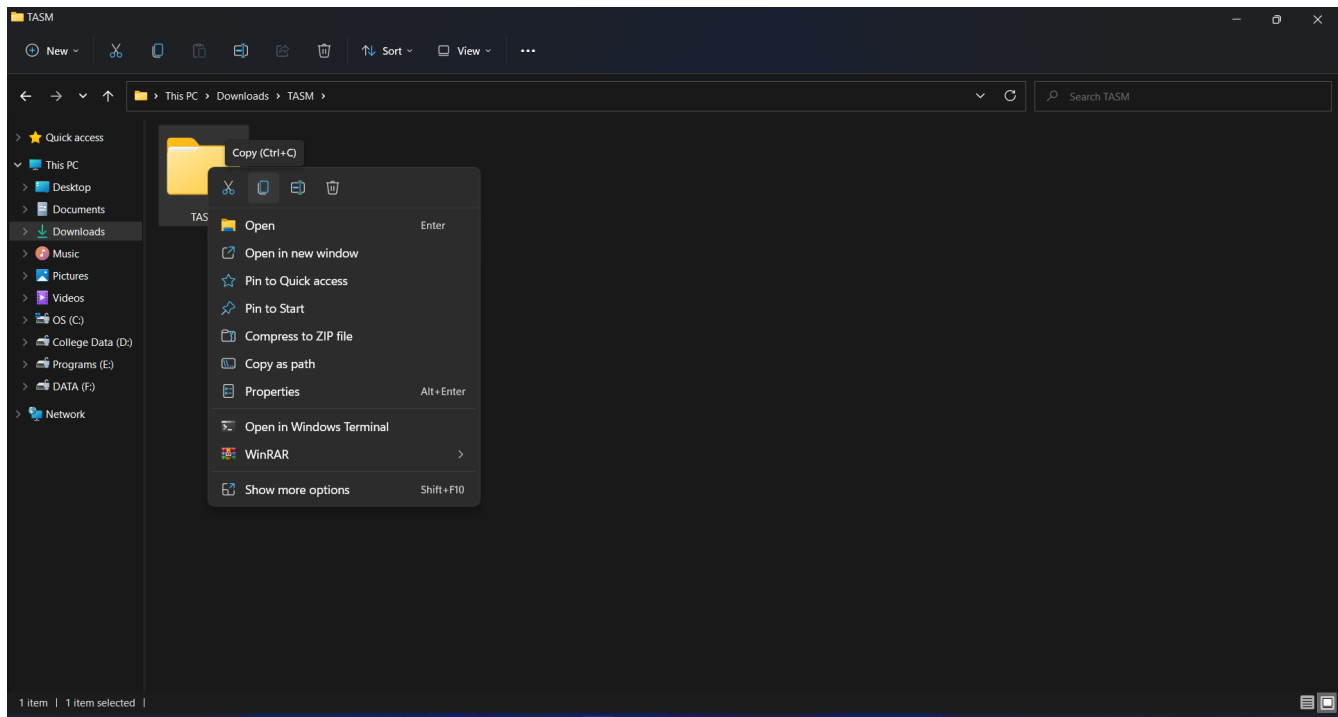 TASM
New
Sort
View
This PC
Downloads
TASM
Search TASM
Quick access
This PC
Desktop
Documents
Downloads
Music
Pictures
Videos
OS (C:)
College Data (D:)
Programs (E:)
DATA (F:)
Network
Copy (Ctrl+C)
TAS
Open Enter
Open in new window
Pin to Quick access
Pin to Start
Compress to ZIP file
Copy as path
Properties Alt+Enter
Open in Windows Terminal
WinRAR
Show more options Shift+F10
1 item | 1 item selected |